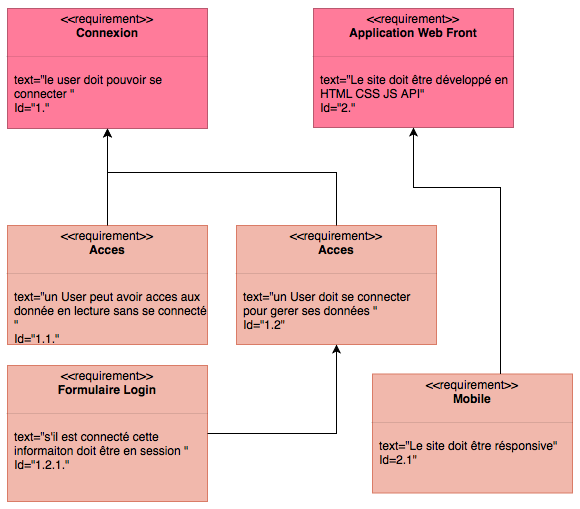 <<requirement>>
Connexion
text="le user doit pouvoir se
connecter "
Id="1."
<<requirement>>
Application Web Front
text="Le site doit être développé en
HTML CSS JS API"
Id="2."
<<requirement>>
Acces
text="un User peut avoir acces aux
donnée en lecture sans se connecté
"
Id="1.1."
<<requirement>>
Acces
text="un User doit se connecter
pour gerer ses données "
Id="1.2"
<<requirement>>
Formulaire Login
text="s'il est connecté cette
informaiton doit être en session "
Id="1.2.1."
<<requirement>>
Mobile
text="Le site doit être résponsive"
Id=2.1"